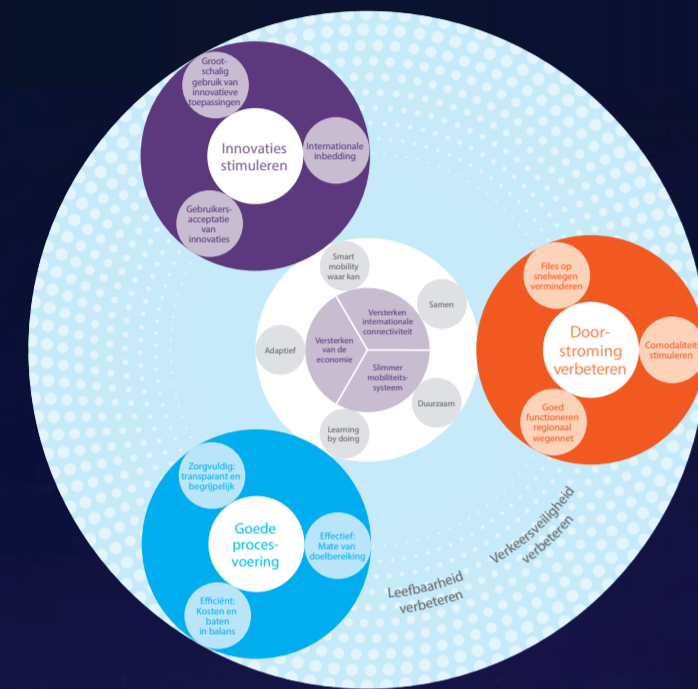 Groot-
schalig
gebruik van
innovatieve
toepassingen
Innovaties
stimuleren
Internationale
inbedding
Gebruikers-
acceptatie
van
innovaties
Smart
mobility
waar kan
Samen
Versterken
internationale
connectiviteit
Adaptief
Versterken
van de
economie
Slimmer
mobiliteits-
systeem
Duurzaam
Learning
by doing
Files op
snelwegen
verminderen
Door-
stroming
verbeteren
Comodaliteit
stimuleren
Goed
functioneren
regionaal
wegennet
Zorgvuldig:
transparant en
begrijpelijk
Goede
proces-
voering
Effectief:
Mate van
doelbereiking
Efficiënt:
Kosten en
baten
in balans
Verkeersveiligheid
verbeteren
Leefbaarheid
verbeteren